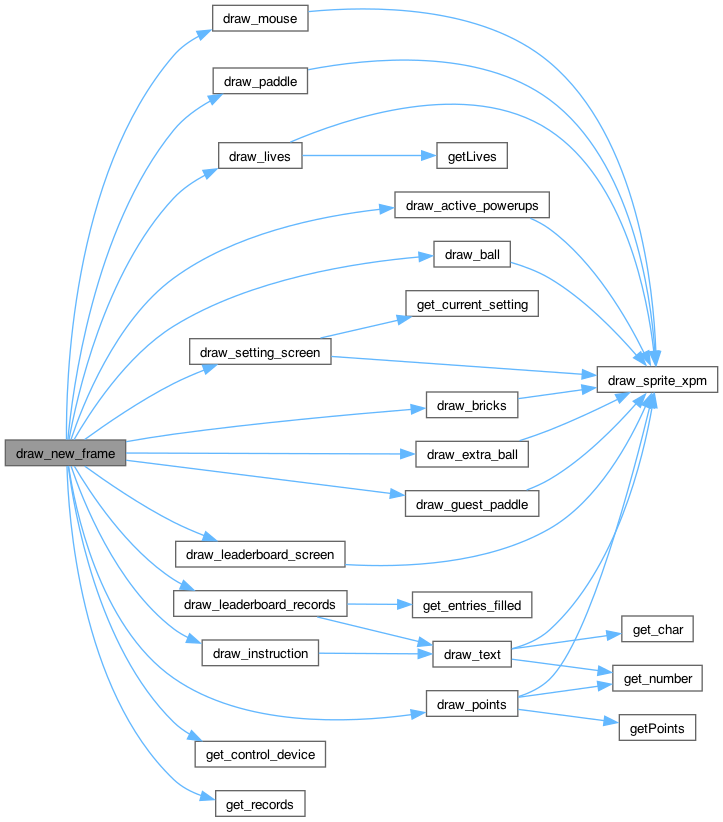 draw_mouse
draw_paddle
draw_lives
getLives
draw_active_powerups
draw_ball
get_current_setting
draw_setting_screen
draw_sprite_xpm
draw_bricks
draw_new_frame
draw_extra_ball
draw_guest_paddle
draw_leaderboard_screen
draw_leaderboard_records
get_entries_filled
get_char
draw_instruction
draw_text
get_number
draw_points
getPoints
get_control_device
get_records